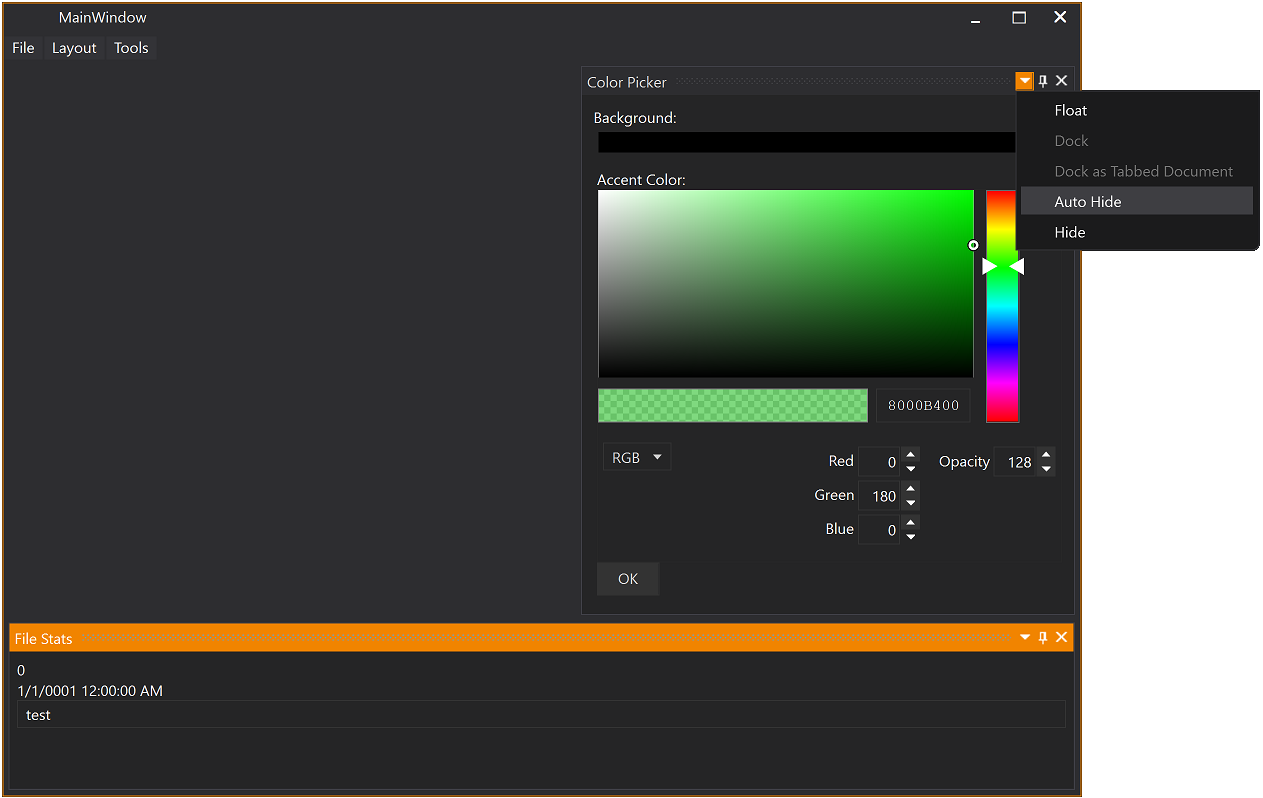 MainWindow
File Layout Tools
Color Picker
Float
Background:
Dock
Dock as Tabbed Document
Accent Color:
Auto Hide
Hide
8000B400
RGB
Red 0 Opacity 128
Green 180
Blue 0
OK
File Stats
0
1/1/0001 12:00:00 AM
test